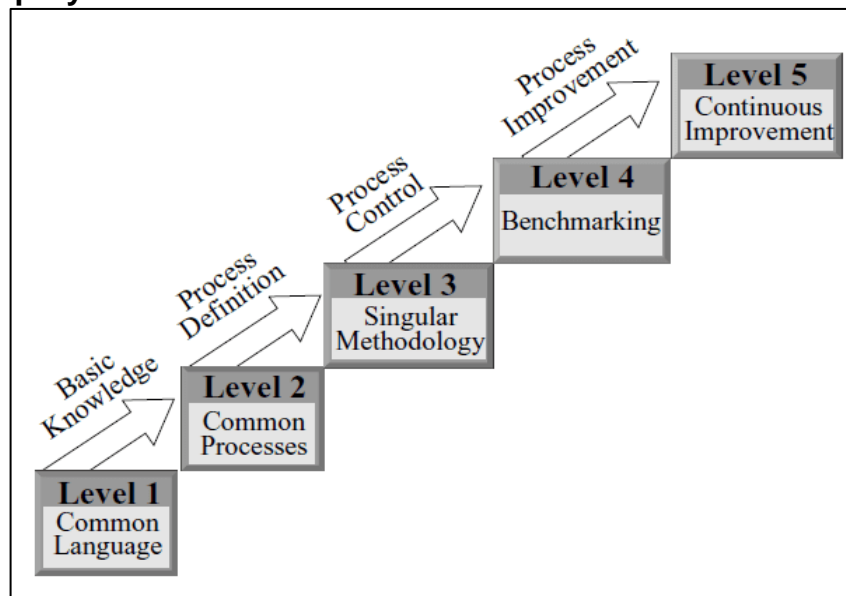 Level 5
Continuous
Improvement
Process
Improvement
Level 4
Benchmarking
Process
Control
Level 3
Singular
Methodology
Process
Definition
Level 2
Common
Processes
Basic
Knowledge
Level 1
Common
Language